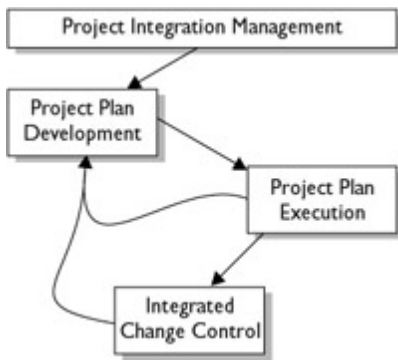 Project Integration Management
Project Plan
Development
Project Plan
Execution
Integrated
Change Control